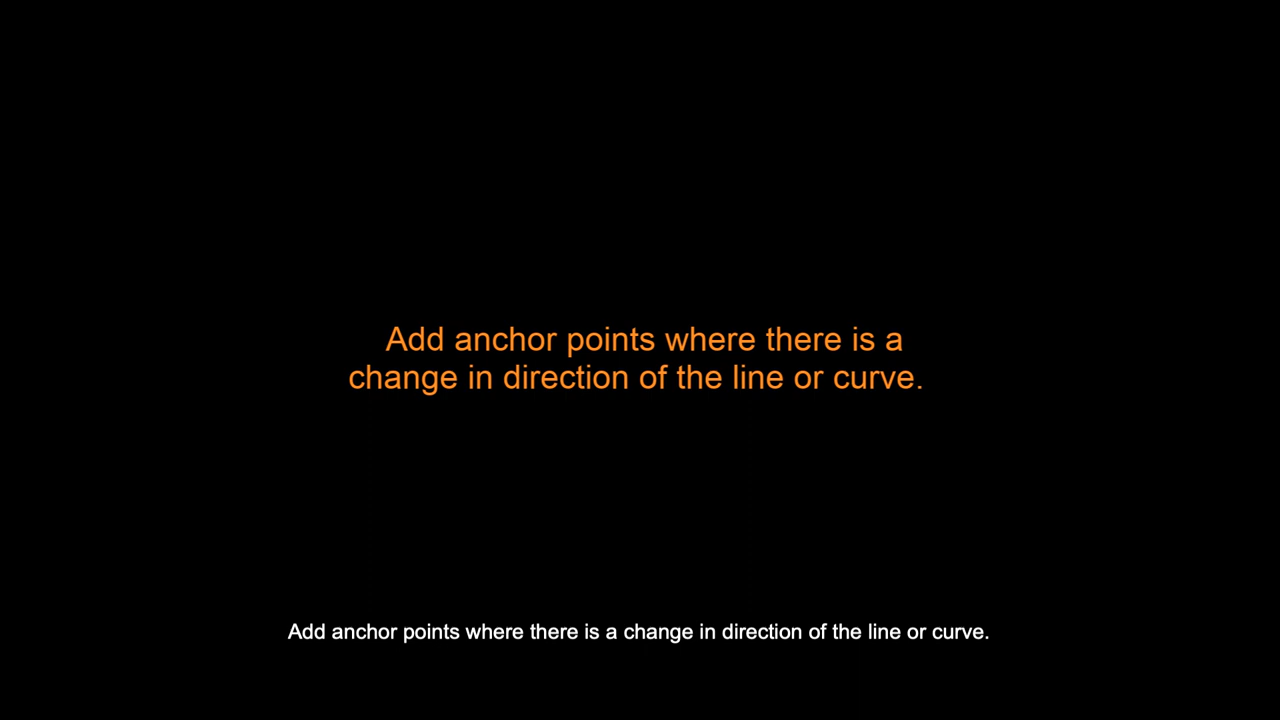 Add anchor points where there is a
change in direction of the line or curve.
Add anchor points where there is a change in direction of the line or curve.